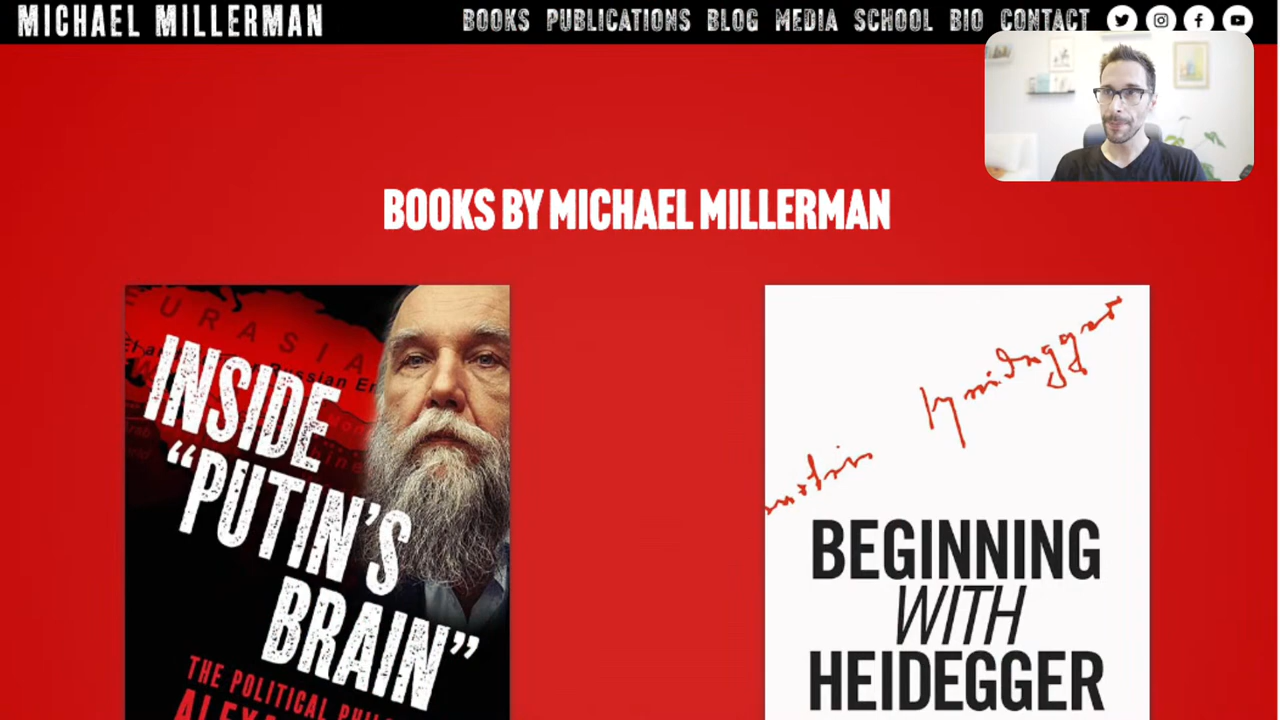 MICHAEL MILLERMAN
BOOKS PUBLICATIONS BLOG MEDIA SCHOOL BIO CONTACT
BOOKS BY MICHAEL MILLERMAN
EURASIA
INSIDE
“PUTIN’S
BRAIN”
THE POLITICAL
BEGINNING
WITH
HEIDEGGER